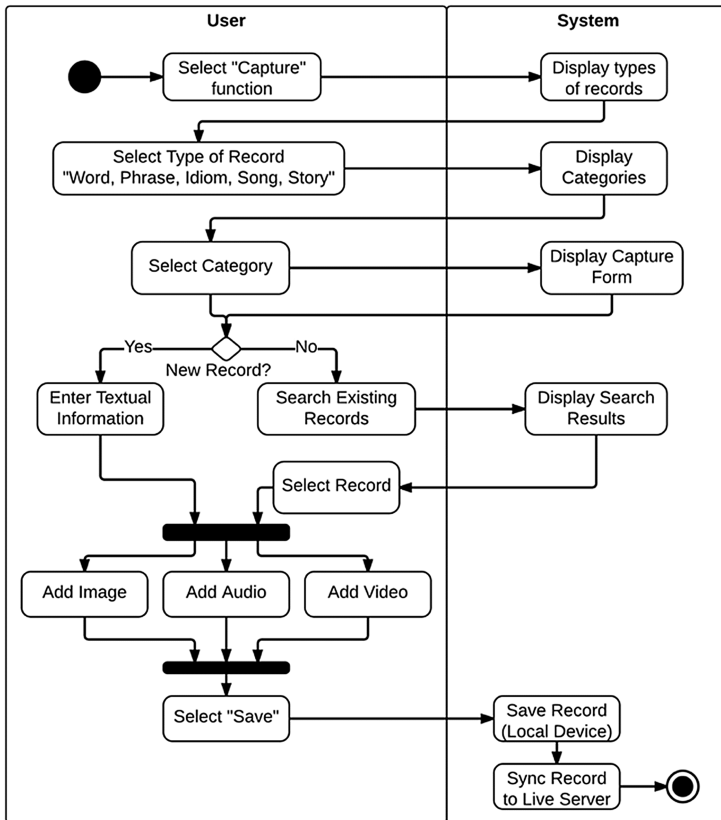 User
System
Select "Capture"
function
Display types
of records
Select Type of Record
"Word, Phrase, Idiom, Song, Story"
Display
Categories
Select Category
Display Capture
Form
Yes
No
New Record?
Enter Textual
Information
Search Existing
Records
Display Search
Results
Select Record
Add Image
Add Audio
Add Video
Select "Save"
Save Record
(Local Device)
Sync Record
to Live Server